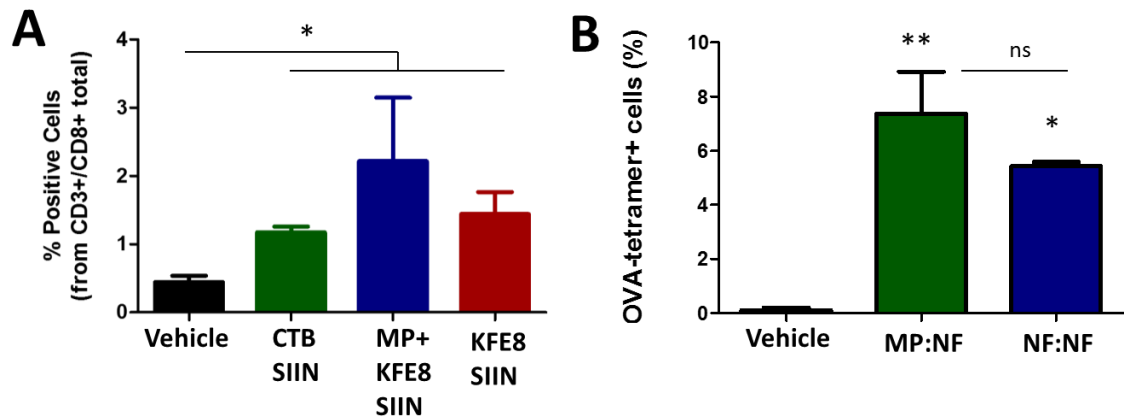 A
% Positive Cells
(from CD3+/CD8+ total)
4
3
2
1
0
*
Vehicle
CTB
SIIN
MP+
KFE8
SIIN
KFE8
SIIN
B
OVA-tetramer+ cells (%)
10
8
6
4
2
0
**
ns
*
Vehicle
MP:NF
NF:NF